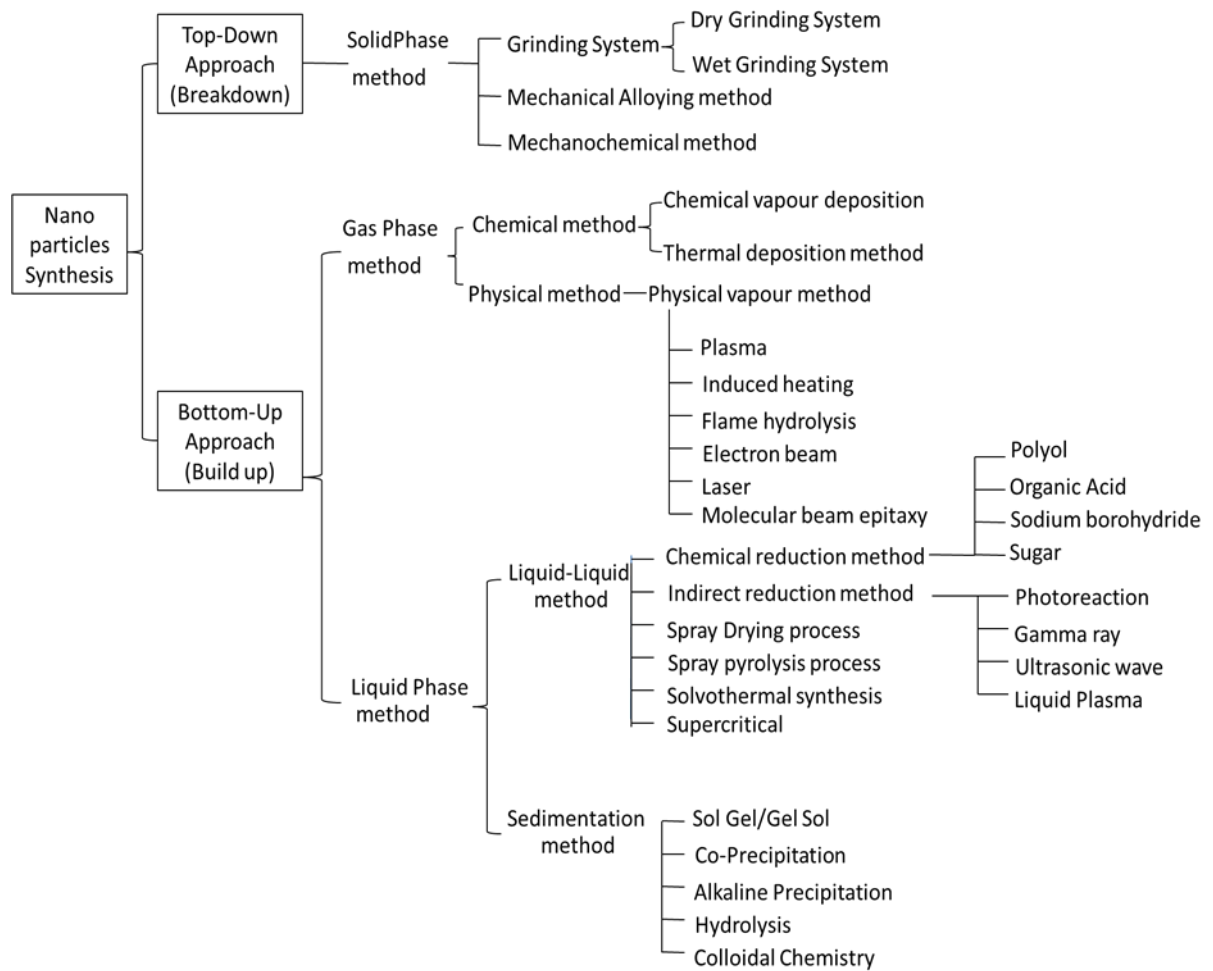 Nano
particles
Synthesis
Top-Down
Approach
(Breakdown)
SolidPhase
method
Grinding System
Dry Grinding System
Wet Grinding System
Mechanical Alloying method
Mechanochemical method
Bottom-Up
Approach
(Build up)
Gas Phase
method
Chemical method
Chemical vapour deposition
Thermal deposition method
Physical method
Physical vapour method
Plasma
Induced heating
Flame hydrolysis
Electron beam
Laser
Molecular beam epitaxy
Liquid Phase
method
Liquid-Liquid
method
Chemical reduction method
Polyol
Organic Acid
Sodium borohydride
Sugar
Indirect reduction method
Photoreaction
Gamma ray
Ultrasonic wave
Liquid Plasma
Spray Drying process
Spray pyrolysis process
Solvothermal synthesis
Supercritical
Sedimentation
method
Sol Gel/Gel Sol
Co-Precipitation
Alkaline Precipitation
Hydrolysis
Colloidal Chemistry